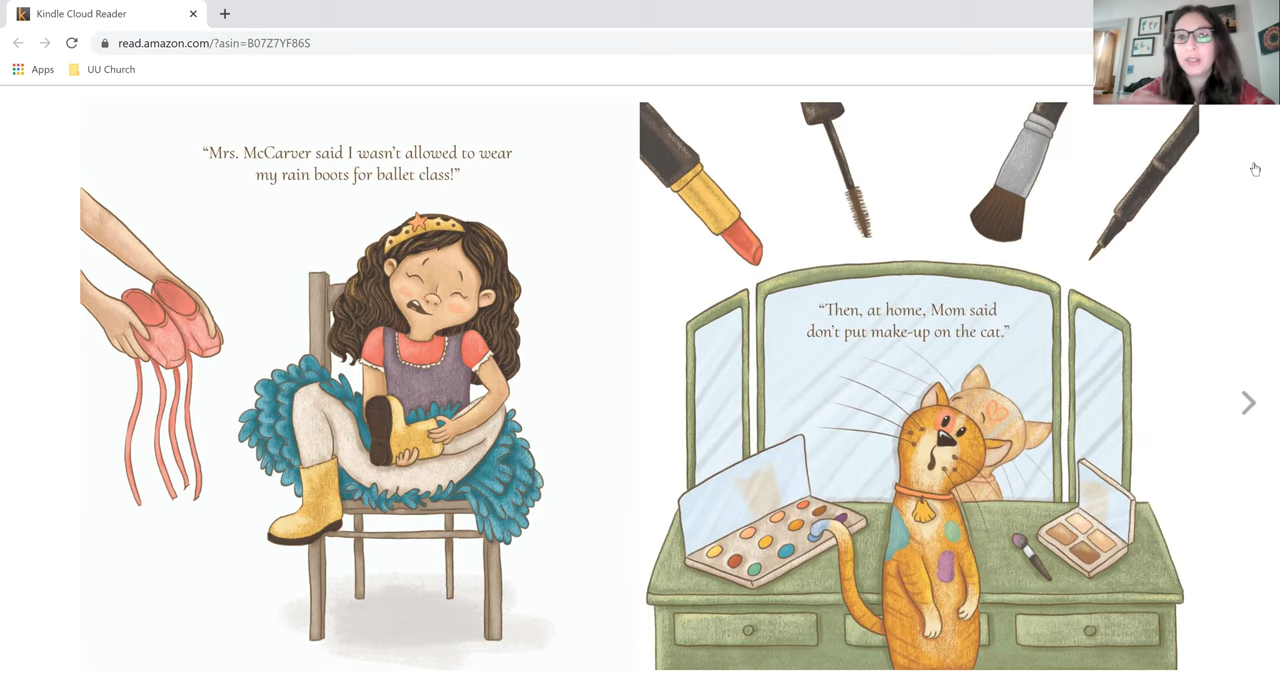 Kindle Cloud Reader
read.amazon.com/?asin=B07Z7YF86S
Apps
UU Church
“Mrs. McCarver said I wasn’t allowed to wear
my rain boots for ballet class!”
“Then, at home, Mom said
don’t put make-up on the cat.”